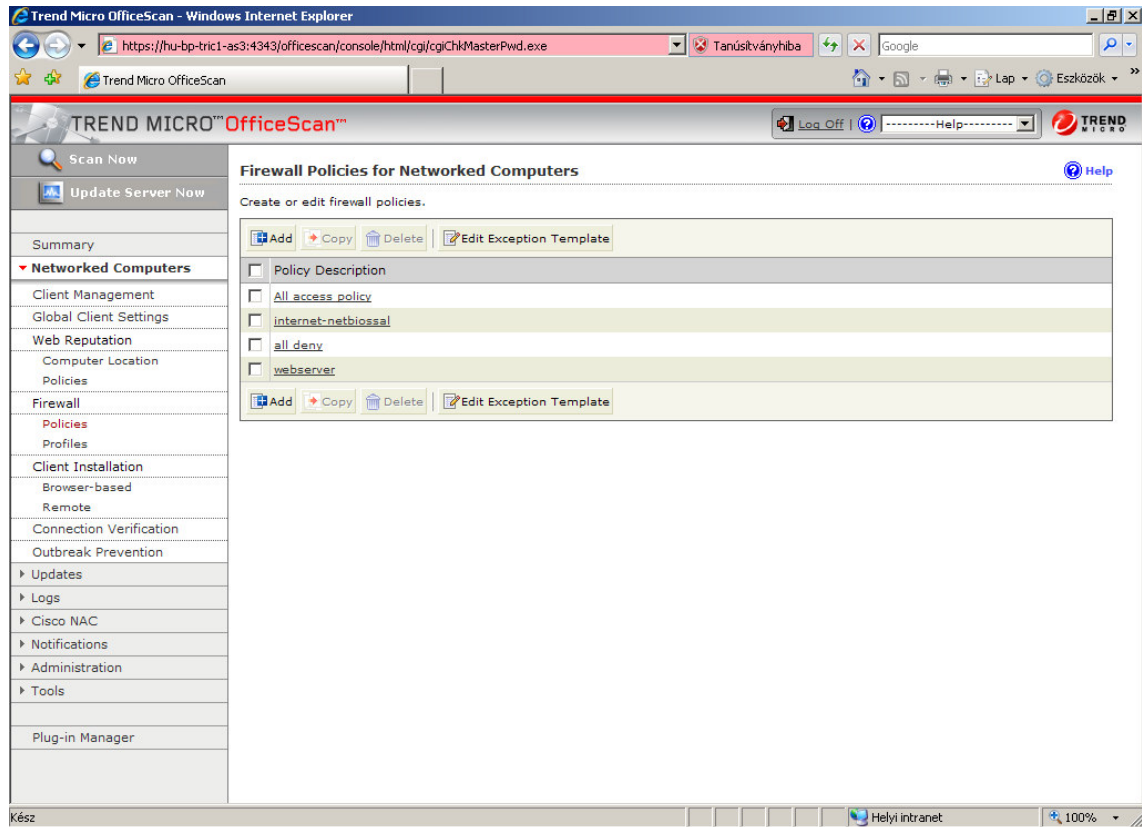 Trend Micro OfficeScan - Windows Internet Explorer
https://hu-bp-tric1-as3:4343/officescan/console/html/cgi/cgiChkMasterPwd.exe
Tanúsítványhiba
Google
Trend Micro OfficeScan
Lap
Eszközök
TREND MICRO™ OfficeScan™
Log Off | ---------Help---------
TREND MICRO
Scan Now
Update Server Now
Summary
Networked Computers
Client Management
Global Client Settings
Web Reputation
Computer Location
Policies
Firewall
Policies
Profiles
Client Installation
Browser-based
Remote
Connection Verification
Outbreak Prevention
Updates
Logs
Cisco NAC
Notifications
Administration
Tools
Plug-in Manager
Firewall Policies for Networked Computers
Help
Create or edit firewall policies.
Add Copy Delete | Edit Exception Template
Policy Description
All access policy
internet-netbiossal
all deny
webserver
Add Copy Delete | Edit Exception Template
Kész
Helyi intranet
100%